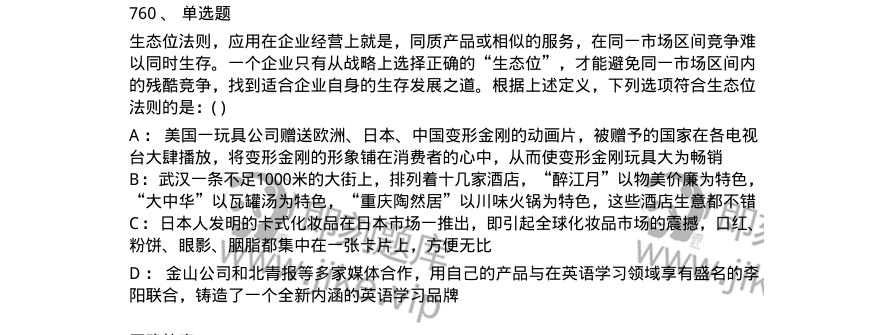 760 、 单选题
生态位法则，应用在企业经营上就是，同质产品或相似的服务，在同一市场区间竞争难
以同时生存。一个企业只有从战略上选择正确的“生态位”，才能避免同一市场区间内
的残酷竞争，找到适合企业自身的生存发展之道。根据上述定义，下列选项符合生态位
法则的是：( )
A ： 美国一玩具公司赠送欧洲、日本、中国变形金刚的动画片，被赠予的国家在各电视
台大肆播放，将变形金刚的形象铺在消费者的心中，从而使变形金刚玩具大为畅销
B：武汉一条不足1000米的大街上，排列着十几家酒店，“醉江月”以物美价廉为特色，
“大中华”以瓦罐汤为特色，“重庆陶然居”以川味火锅为特色，这些酒店生意都不错
C：日本人发明的卡式化妆品在日本市场一推出，即引起全球化妆品市场的震撼，口红、
粉饼、眼影、胭脂都集中在一张卡片上，方便无比
D ： 金山公司和北青报等多家媒体合作，用自己的产品与在英语学习领域享有盛名的李
阳联合，铸造了一个全新内涵的英语学习品牌
即刻题库
www.jike.vip
即刻
www.jike